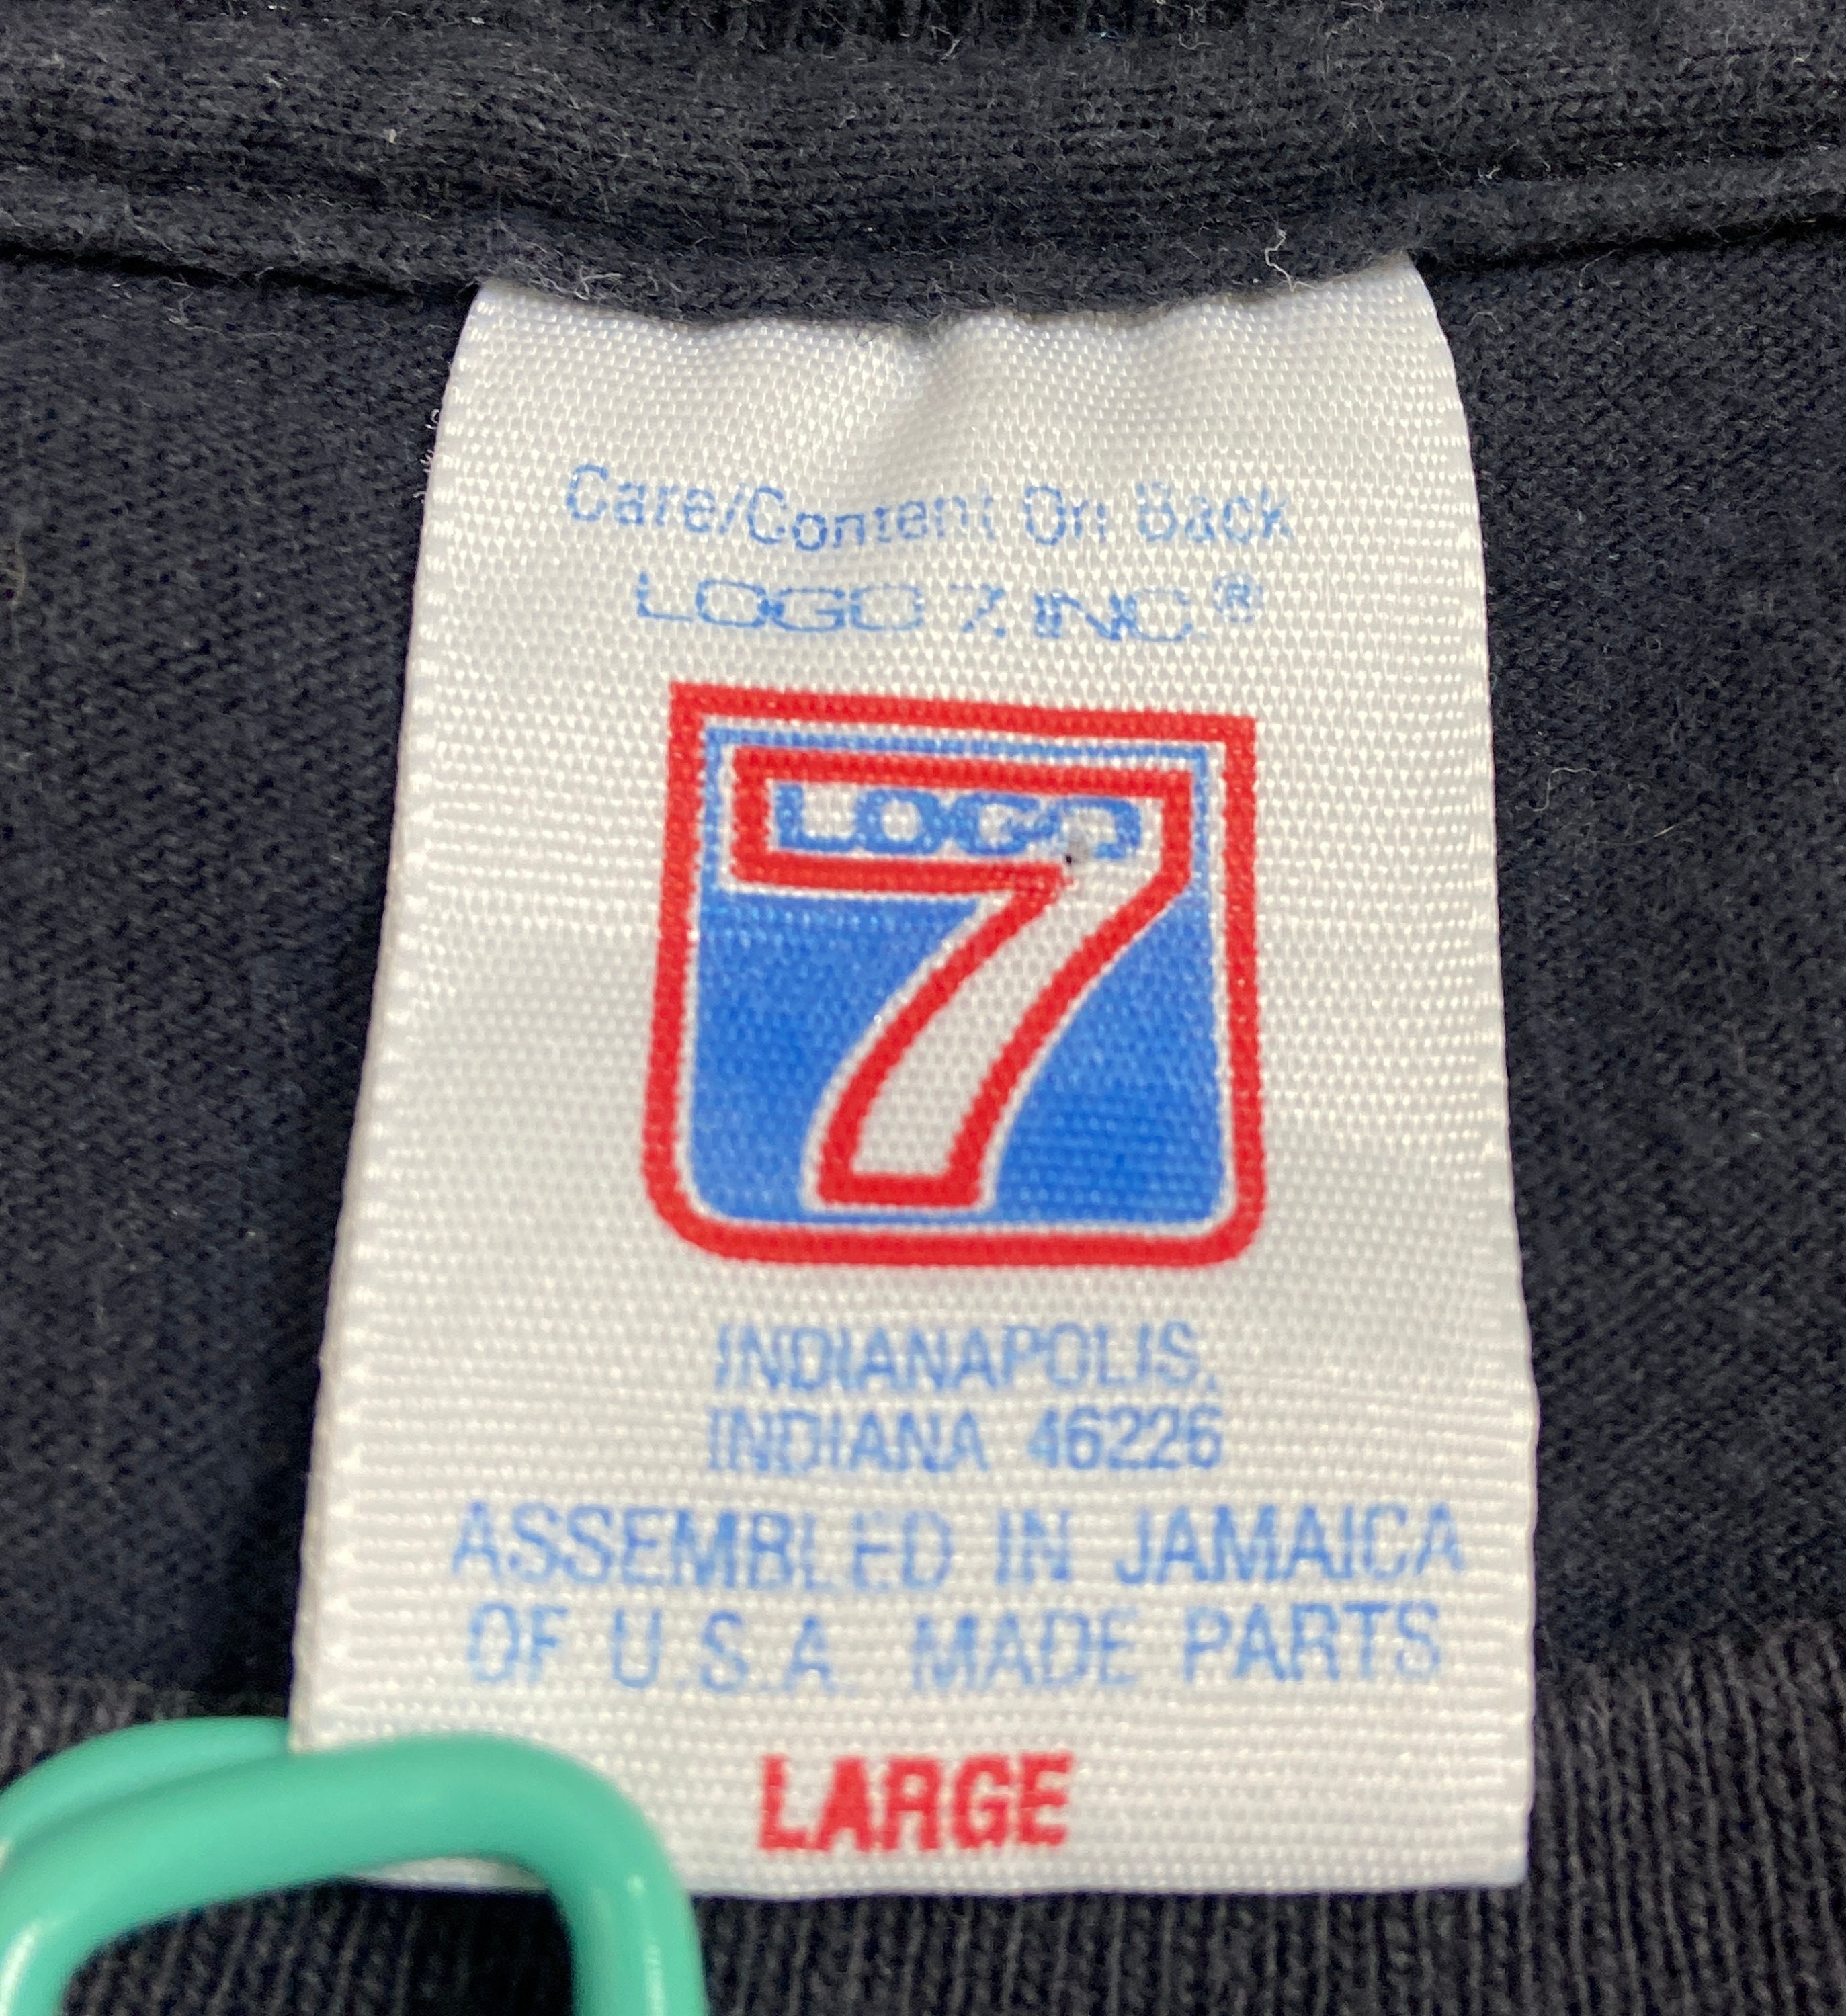 Care/Content On Back
LOGO 7, INC.®
LOGO
7
INDIANAPOLIS,
INDIANA 46226
ASSEMBLED IN JAMAICA
OF U.S.A. MADE PARTS
LARGE